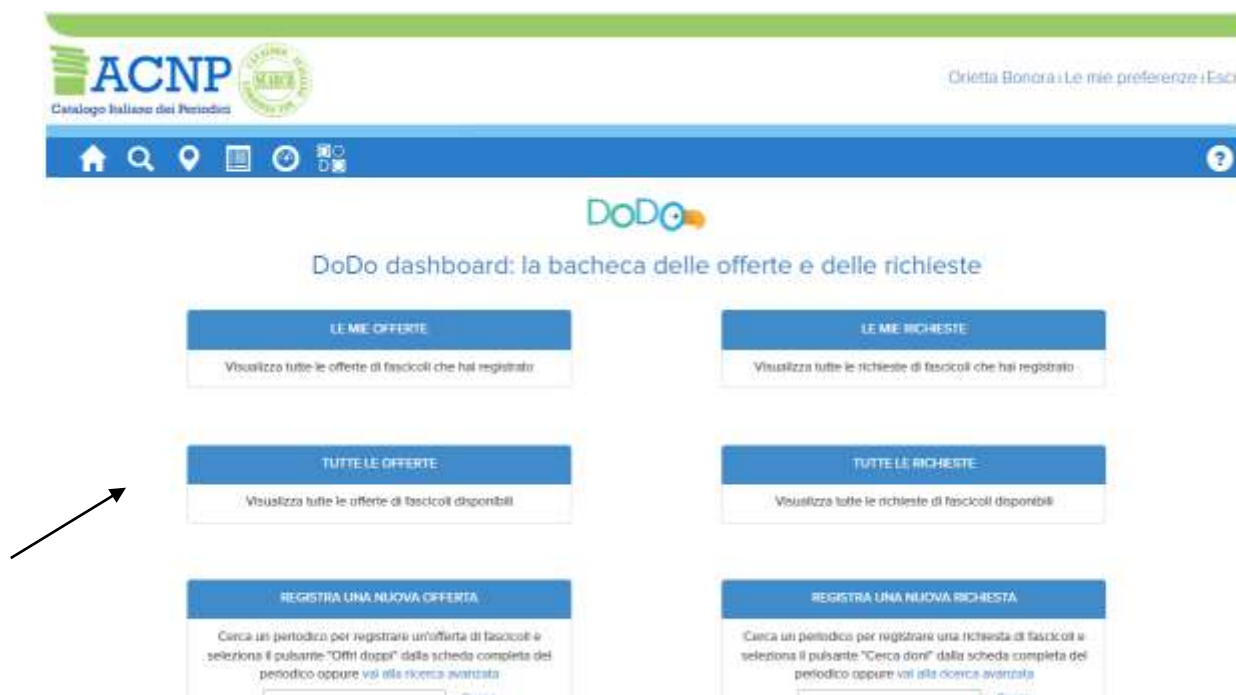 ACNP
Catalogo Italiano dei Periodici
SEARCH
Orietta Bonora | Le mie preferenze | Esci
?
DoDo
DoDo dashboard: la bacheca delle offerte e delle richieste
LE MIE OFFERTE
Visualizza tutte le offerte di fascicoli che hai registrato
LE MIE RICHIESTE
Visualizza tutte le richieste di fascicoli che hai registrato
TUTTE LE OFFERTE
Visualizza tutte le offerte di fascicoli disponibili
TUTTE LE RICHIESTE
Visualizza tutte le richieste di fascicoli disponibili
REGISTRA UNA NUOVA OFFERTA
Cerca un periodico per registrare un'offerta di fascicoli e
seleziona il pulsante "Offri doppi" dalla scheda completa del
periodico oppure vai alla ricerca avanzata
REGISTRA UNA NUOVA RICHIESTA
Cerca un periodico per registrare una richiesta di fascicoli e
seleziona il pulsante "Cerca doni" dalla scheda completa del
periodico oppure vai alla ricerca avanzata